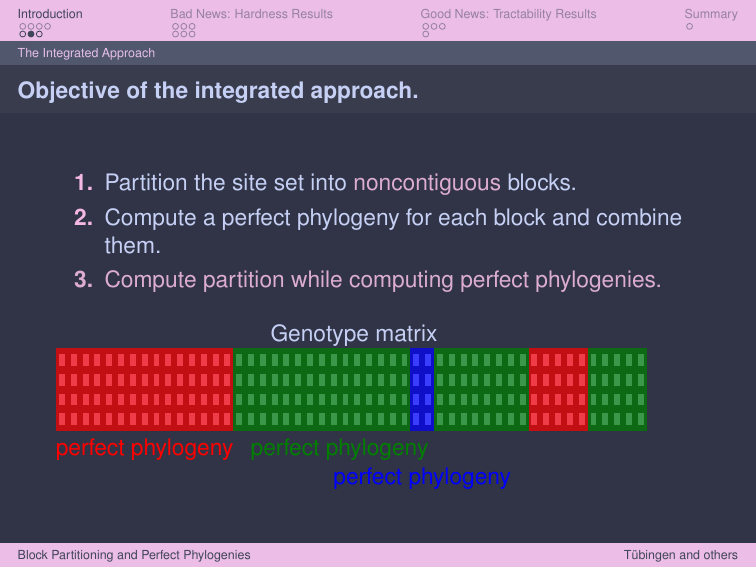 Introduction
Bad News: Hardness Results
Good News: Tractability Results
Summary
The Integrated Approach
Objective of the integrated approach.
1. Partition the site set into noncontiguous blocks.
2. Compute a perfect phylogeny for each block and combine
them.
3. Compute partition while computing perfect phylogenies.
Genotype matrix
perfect phylogeny perfect phylogeny
perfect phylogeny
Block Partitioning and Perfect Phylogenies
Tübingen and others